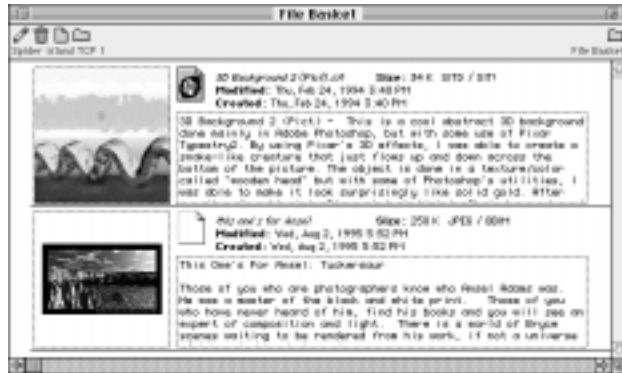 File Basket
Spider Island TCP 1
File Basket
3D Background 2 (Pict).sit Size: 34 K SIT5 / SIT!
Modified: Thu, Feb 24, 1994 3:40 PM
Created: Thu, Feb 24, 1994 3:40 PM
3D Background 2 (Pict) - This is a cool abstract 3D background
done mainly in Adobe Photoshop, but with some use of Pixar
Typestry2. By using Pixar's 3D effects, I was able to create a
snake-like creature that just flows up and down across the
bottom of the picture. The object is done in a texture/color
called "wooden head" but with some of Photoshop's utilities, I
was able to make it look surprizingly like solid gold. After
this one's for Ansel Size: 250 K JPEG / 8BIM
Modified: Wed, Aug 2, 1995 5:52 PM
Created: Wed, Aug 2, 1995 5:52 PM
This One's For Ansel: Tuckersaur
Those of you who are photographers know who Ansel Adams was.
He was a master of the black and white print. Those of you
who have never heard of him, find his books and you will see an
expert of composition and light. There is a world of Bryce
scenes waiting to be rendered from his work, if not a universe